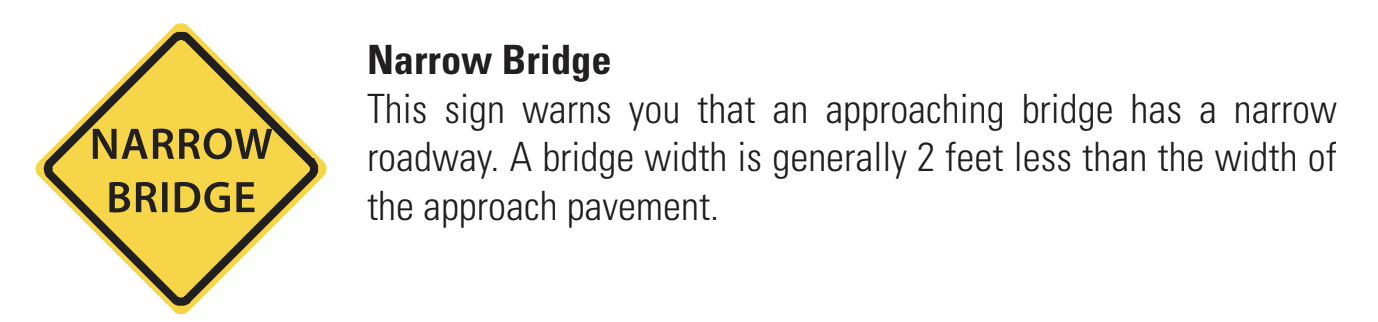 NARROW
BRIDGE
Narrow Bridge
This sign warns you that an approaching bridge has a narrow
roadway. A bridge width is generally 2 feet less than the width of
the approach pavement.